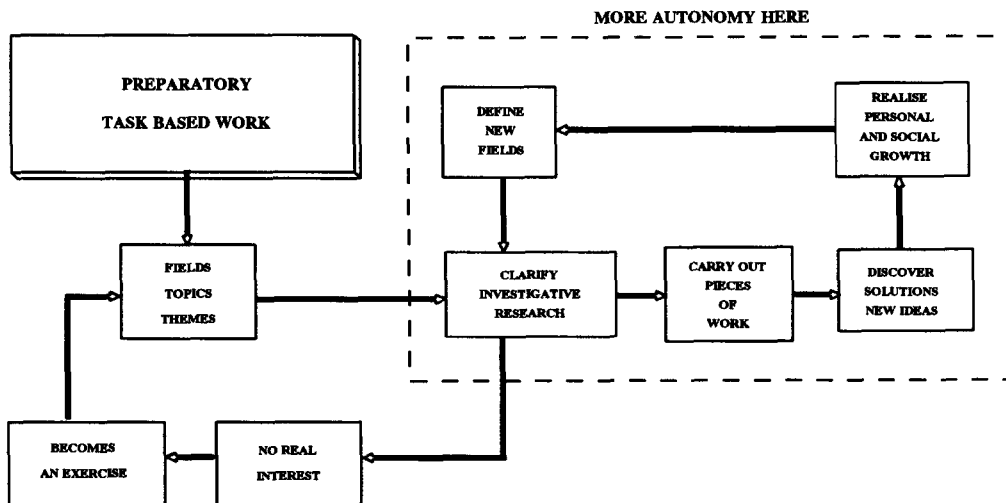 MORE AUTONOMY HERE
PREPARATORY
TASK BASED WORK
DEFINE
NEW
FIELDS
REALISE
PERSONAL
AND SOCIAL
GROWTH
FIELDS
TOPICS
THEMES
CLARIFY
INVESTIGATIVE
RESEARCH
CARRY OUT
PIECES
OF
WORK
DISCOVER
SOLUTIONS
NEW IDEAS
BECOMES
AN EXERCISE
NO REAL
INTEREST